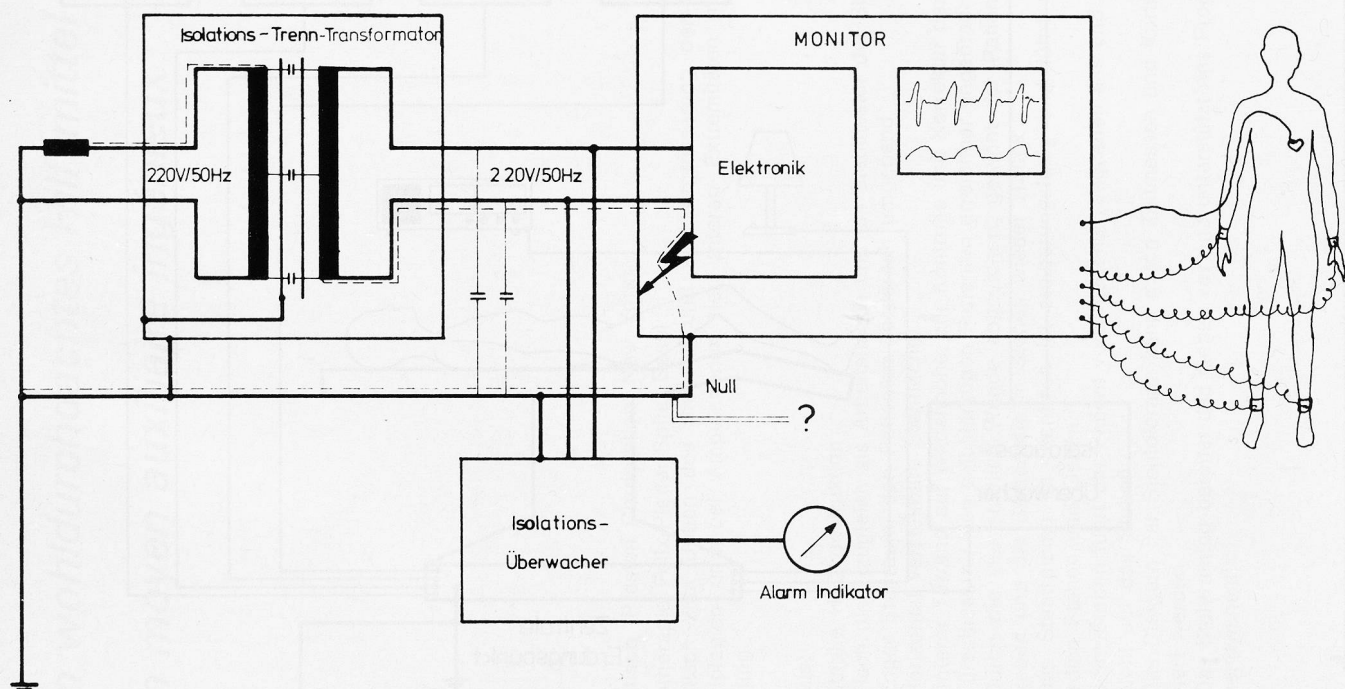 Isolations-Trenn-Transformator
MONITOR
220V/50Hz
220V/50Hz
Elektronik
Null
?
Isolations-
Überwacher
Alarm Indikator